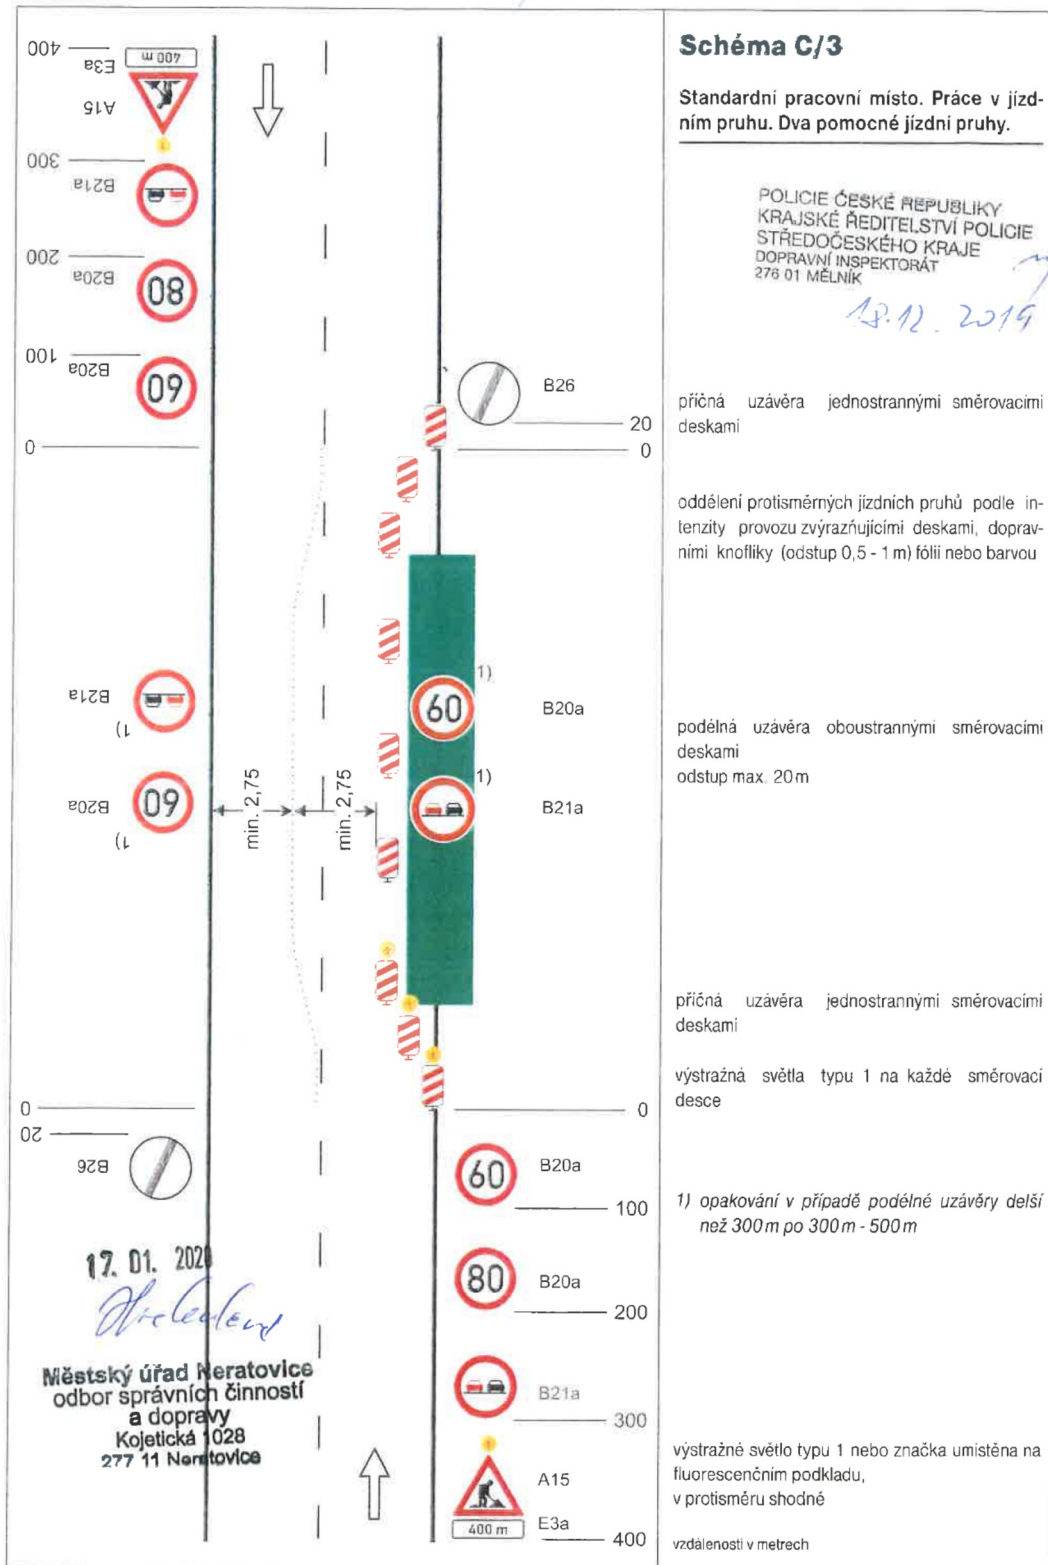 Schéma C/3
Standardní pracovní místo. Práce v jízd-
ním pruhu. Dva pomocné jízdní pruhy.
POLICIE ČESKÉ REPUBLIKY
KRAJSKÉ ŘEDITELSTVÍ POLICIE
STŘEDOČESKÉHO KRAJE
DOPRAVNÍ INSPEKTORÁT
276 01 MĚLNÍK
18.12.2019
400
E3a
400 m
A15
300
B21a
200
B20a
80
100
B20a
60
0
B26
20
0
příčná uzávěra jednostrannými směrovacími
deskami
oddělení protisměrných jízdních pruhů podle in-
tenzity provozu zvýrazňujícími deskami, doprav-
ními knoflíky (odstup 0,5 - 1 m) fólií nebo barvou
B21a
1)
1)
60
B20a
podélná uzávěra oboustrannými směrovacími
deskami
odstup max. 20 m
B20a
60
1)
min. 2,75
min. 2,75
1)
B21a
příčná uzávěra jednostrannými směrovacími
deskami
výstražná světla typu 1 na každé směrovací
desce
0
20
B26
0
60
B20a
100
1) opakování v případě podélné uzávěry delší
než 300 m po 300 m - 500 m
80
B20a
200
B21a
300
A15
400 m
E3a
400
17. 01. 2020
Městský úřad Neratovice
odbor správních činností
a dopravy
Kojetická 1028
277 11 Neratovice
výstražné světlo typu 1 nebo značka umístěna na
fluorescenčním podkladu,
v protisměru shodné
vzdálenosti v metrech